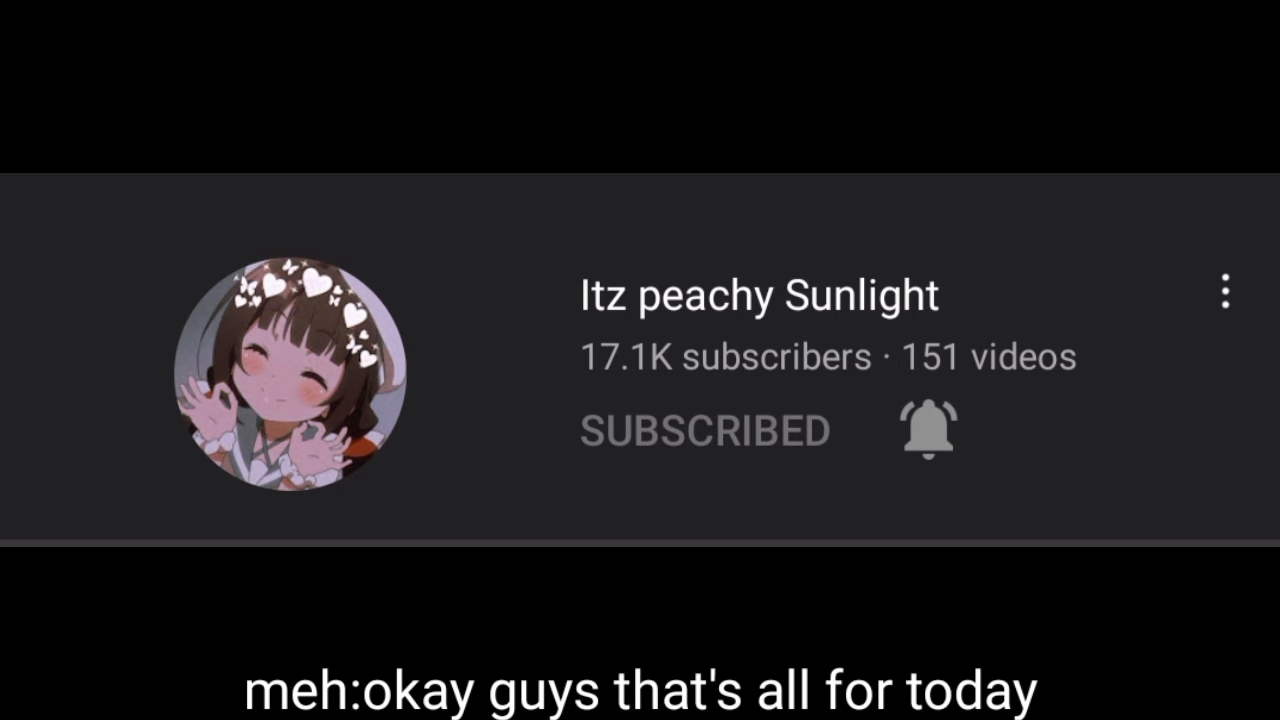 Itz peachy Sunlight
17.1K subscribers · 151 videos
SUBSCRIBED
meh:okay guys that's all for today